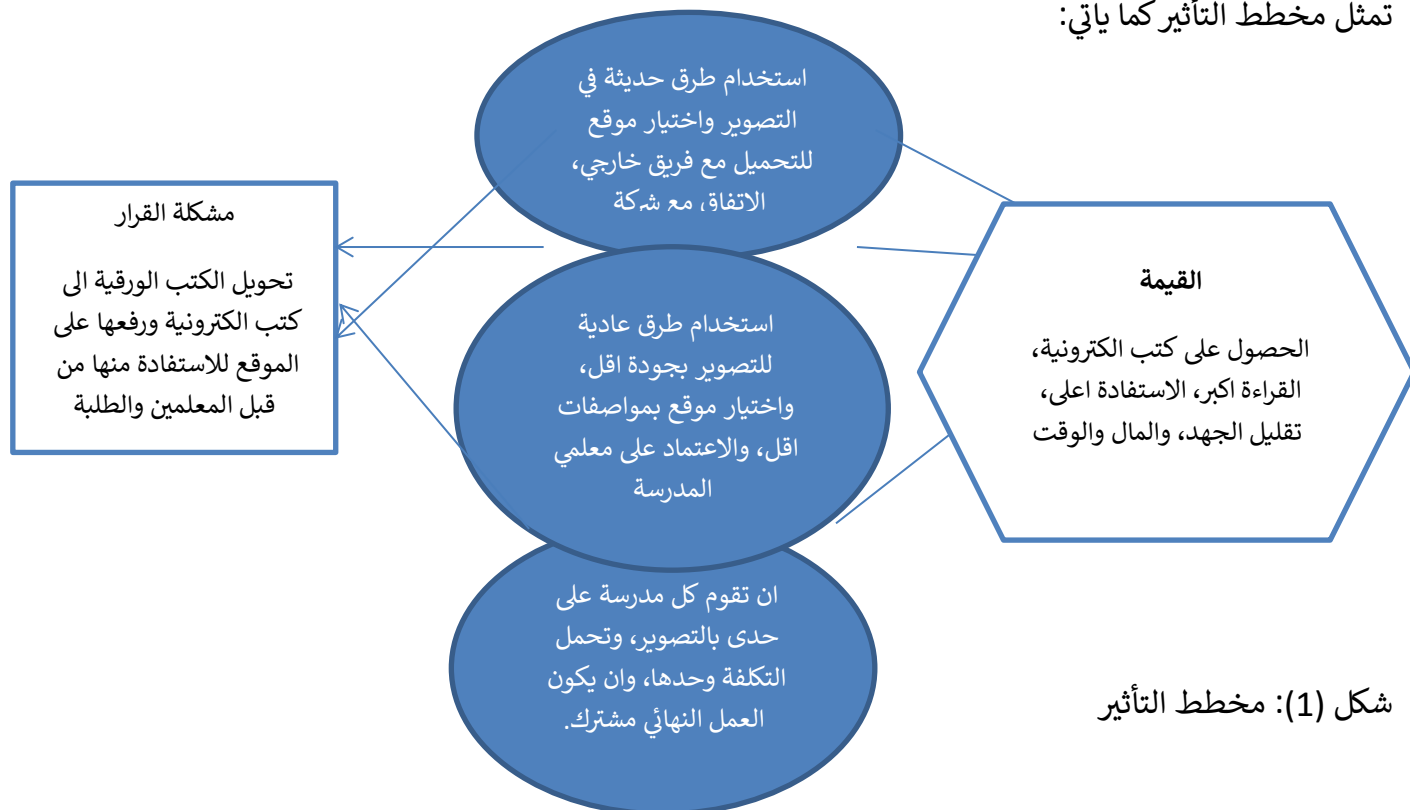 تمثل مخطط التأثير كما ياتي:
استخدام طرق حديثة في
التصوير واختيار موقع
للتحميل مع فريق خارجي،
الاتفاق مع شركة
مشكلة القرار
تحويل الكتب الورقية الى
كتب الكترونية ورفعها على
الموقع للاستفادة منها من
قبل المعلمين والطلبة
القيمة
الحصول على كتب الكترونية،
القراءة اكبر، الاستفادة اعلى،
تقليل الجهد، والمال والوقت
استخدام طرق عادية
للتصوير بجودة اقل،
واختيار موقع بمواصفات
اقل، والاعتماد على معلمي
المدرسة
ان تقوم كل مدرسة على
حدى بالتصوير، وتحمل
التكلفة وحدها، وان يكون
العمل النهائي مشترك.
شكل (1): مخطط التأثير